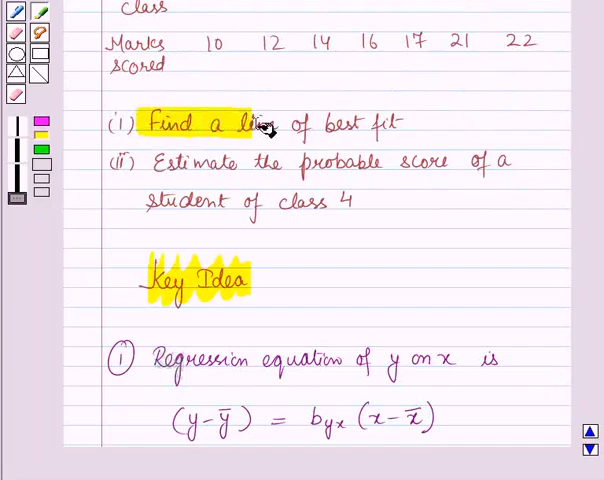 class
Marks 10 12 14 16 17 21 22
scored
(i) Find a line of best fit
(ii) Estimate the probable score of a
student of class 4
Key Idea
① Regression equation of y on x is
(y - ȳ) = byx (x - x̄)